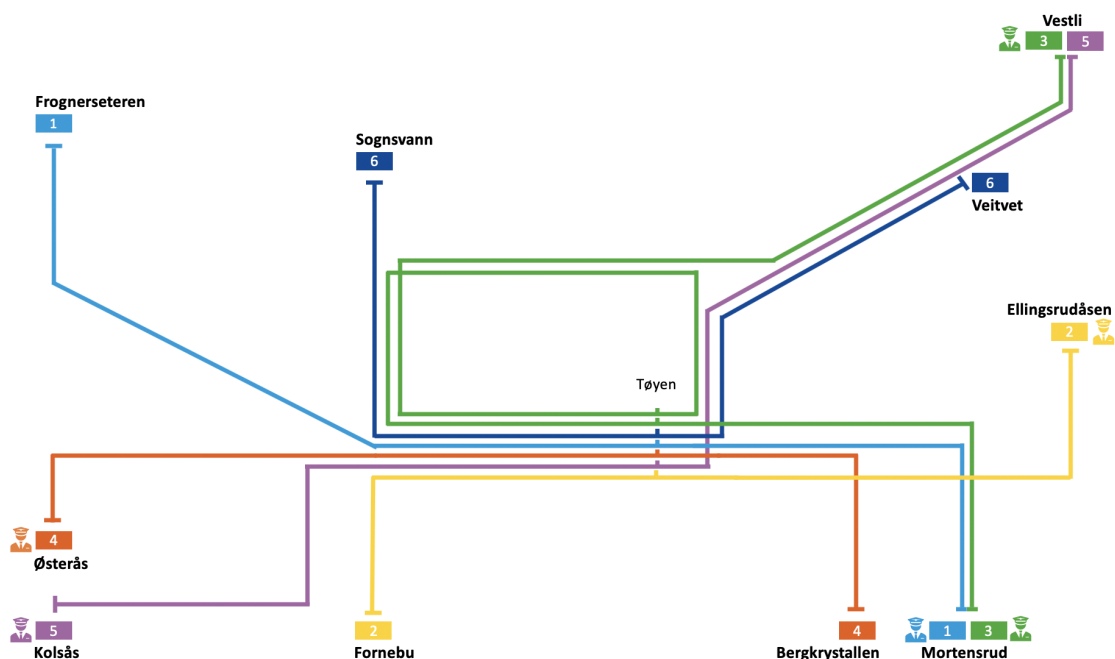 Vestli
3 5
Frognerseteren
1
Sognsvann
6
6
Veitvet
Ellingsrudåsen
2
Tøyen
4
Østerås
5
Kolsås
2
Fornebu
4
Bergkrystallen
1 3
Mortensrud